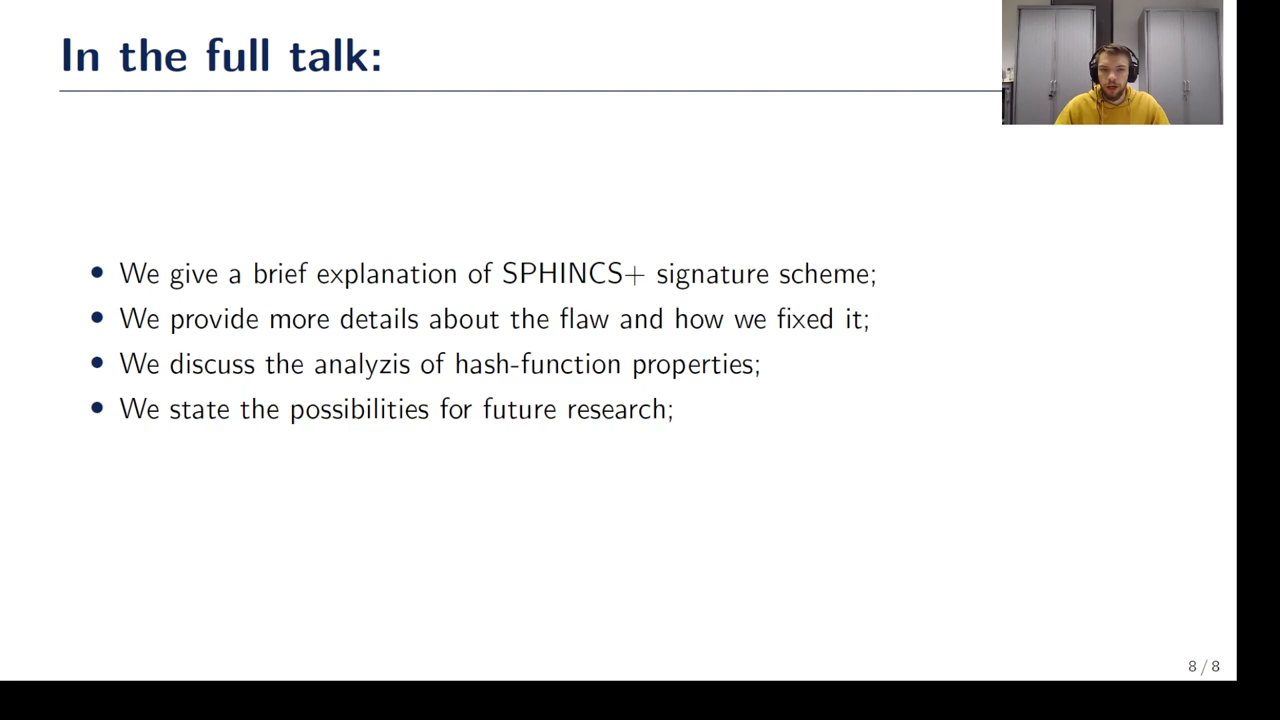 In the full talk:
• We give a brief explanation of SPHINCS+ signature scheme;
• We provide more details about the flaw and how we fixed it;
• We discuss the analyzis of hash-function properties;
• We state the possibilities for future research;
8 / 8